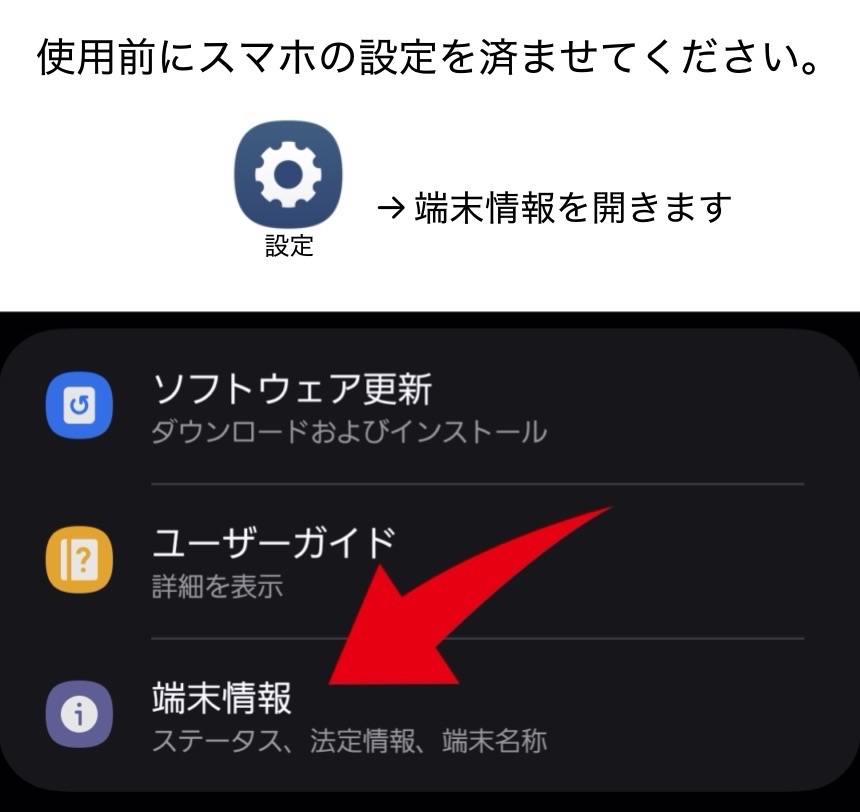 使用前にスマホの設定を済ませてください。
設定
→端末情報を開きます
ソフトウェア更新
ダウンロードおよびインストール
ユーザーガイド
詳細を表示
端末情報
ステータス、法定情報、端末名称